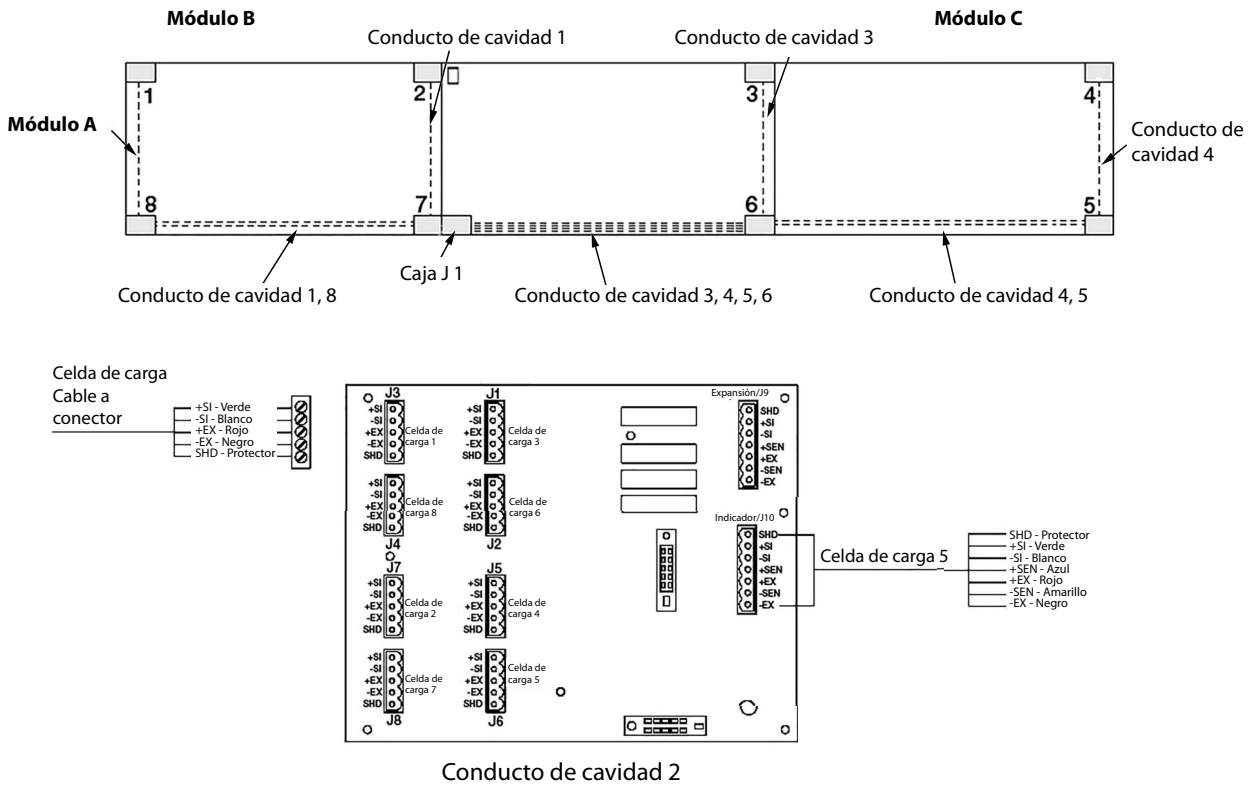 Módulo B
Módulo C
Conducto de cavidad 1
Conducto de cavidad 3
1
2
3
4
Módulo A
Conducto de
cavidad 4
8
7
6
5
Caja J 1
Conducto de cavidad 1, 8
Conducto de cavidad 3, 4, 5, 6
Conducto de cavidad 4, 5
Celda de carga
Cable a
conector
+SI - Verde
-SI - Blanco
+EX - Rojo
-EX - Negro
SHD - Protector
J3
+SI
-SI
+EX
-EX
SHD
Celda de
carga 1
J1
+SI
-SI
+EX
-EX
SHD
Celda de
carga 3
Expansión/J9
SHD
+SI
-SI
+SEN
+EX
-SEN
-EX
+SI
-SI
+EX
-EX
SHD
Celda de
carga 8
J4
+SI
-SI
+EX
-EX
SHD
Celda de
carga 6
J2
Indicador/J10
SHD
+SI
-SI
+SEN
+EX
-SEN
-EX
Celda de carga 5
SHD - Protector
+SI - Verde
-SI - Blanco
+SEN - Azul
+EX - Rojo
-SEN - Amarillo
-EX - Negro
J7
+SI
-SI
+EX
-EX
SHD
Celda de
carga 2
J5
+SI
-SI
+EX
-EX
SHD
Celda de
carga 4
+SI
-SI
+EX
-EX
SHD
Celda de
carga 7
J8
+SI
-SI
+EX
-EX
SHD
Celda de
carga 5
J6
Conducto de cavidad 2